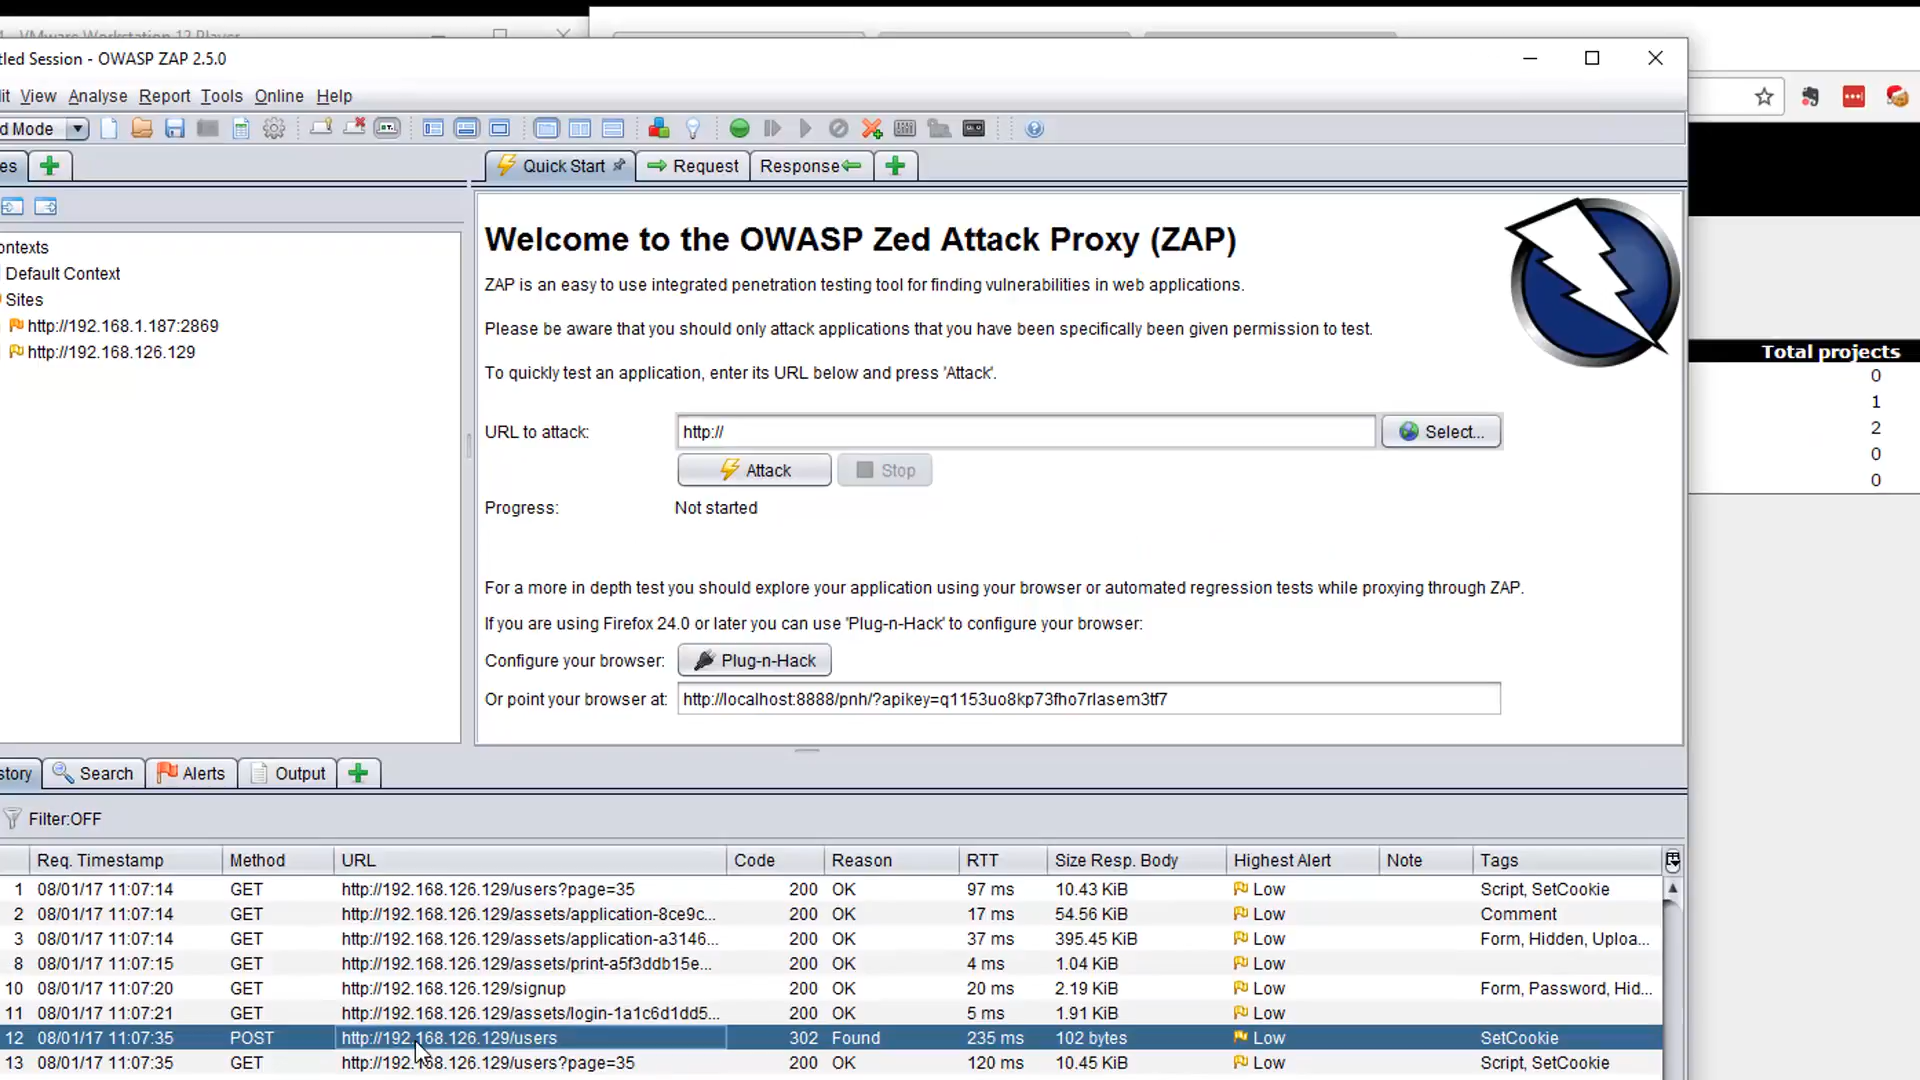 VMware Workstation 12 Player
tled Session - OWASP ZAP 2.5.0
it View Analyse Report Tools Online Help
d Mode
es
Quick Start Request Response
ontexts
Default Context
Sites
http://192.168.1.187:2869
http://192.168.126.129
Welcome to the OWASP Zed Attack Proxy (ZAP)
ZAP is an easy to use integrated penetration testing tool for finding vulnerabilities in web applications.
Please be aware that you should only attack applications that you have been specifically been given permission to test.
To quickly test an application, enter its URL below and press 'Attack'.
URL to attack: http:// Select...
Attack Stop
Progress: Not started
For a more in depth test you should explore your application using your browser or automated regression tests while proxying through ZAP.
If you are using Firefox 24.0 or later you can use 'Plug-n-Hack' to configure your browser:
Configure your browser: Plug-n-Hack
Or point your browser at: http://localhost:8888/pnh/?apikey=q1153uo8kp73fho7rlasem3tf7
Total projects
0
1
2
0
0
story Search Alerts Output
Filter:OFF
Req. Timestamp Method URL Code Reason RTT Size Resp. Body Highest Alert Note Tags
1 08/01/17 11:07:14 GET http://192.168.126.129/users?page=35 200 OK 97 ms 10.43 KiB Low Script, SetCookie
2 08/01/17 11:07:14 GET http://192.168.126.129/assets/application-8ce9c... 200 OK 17 ms 54.56 KiB Low Comment
3 08/01/17 11:07:14 GET http://192.168.126.129/assets/application-a3146... 200 OK 37 ms 395.45 KiB Low Form, Hidden, Uploa...
8 08/01/17 11:07:15 GET http://192.168.126.129/assets/print-a5f3ddb15e... 200 OK 4 ms 1.04 KiB Low
10 08/01/17 11:07:20 GET http://192.168.126.129/signup 200 OK 20 ms 2.19 KiB Low Form, Password, Hid...
11 08/01/17 11:07:21 GET http://192.168.126.129/assets/login-1a1c6d1dd5... 200 OK 5 ms 1.91 KiB Low
12 08/01/17 11:07:35 POST http://192.168.126.129/users 302 Found 235 ms 102 bytes Low SetCookie
13 08/01/17 11:07:35 GET http://192.168.126.129/users?page=35 200 OK 120 ms 10.45 KiB Low Script, SetCookie